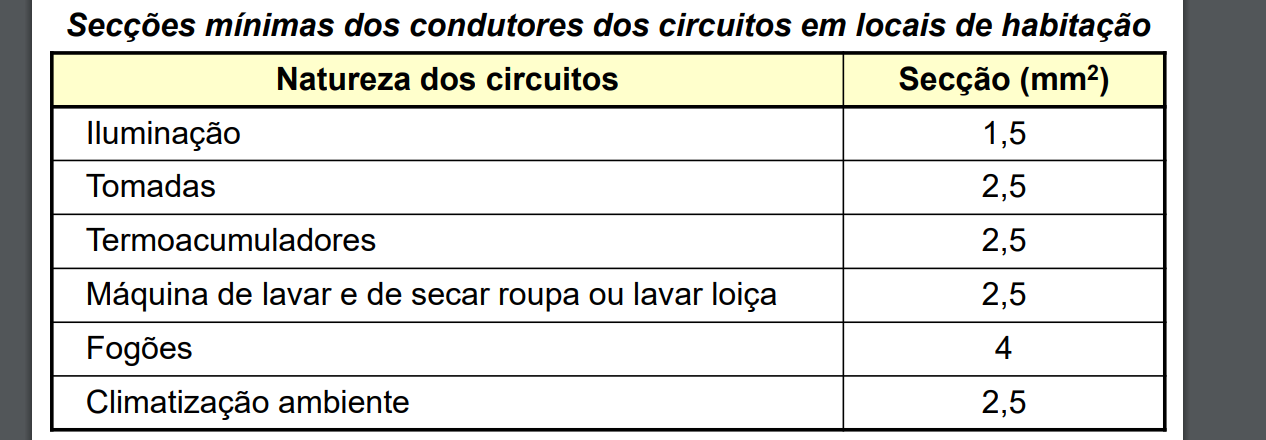 Secções mínimas dos condutores dos circuitos em locais de habitação
Natureza dos circuitos Secção (mm²)
Iluminação 1,5
Tomadas 2,5
Termoacumuladores 2,5
Máquina de lavar e de secar roupa ou lavar loiça 2,5
Fogões 4
Climatização ambiente 2,5